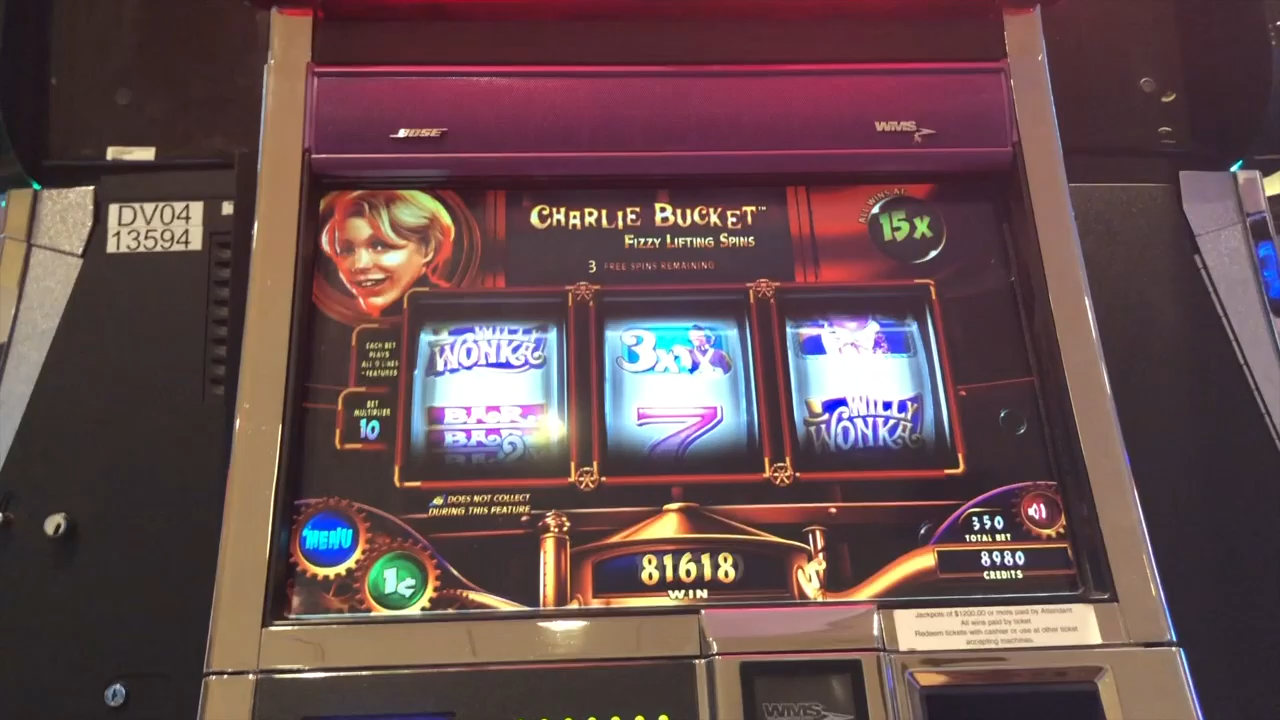 BOSE
WMS
DV04
13594
CHARLIE BUCKET™
FIZZY LIFTING SPINS
3 FREE SPINS REMAINING
ALL WINS AT
15X
EACH BET
PLAYS
ALL 9 LINES
+FEATURES
BET
MULTIPLIER
10
WILLY
WONKA
BAR
BAR
3X
7
WILLY
WONKA
DOES NOT COLLECT
DURING THIS FEATURE
MENU
1¢
81618
WIN
350
TOTAL BET
8980
CREDITS
Jackpots of $1200.00 or more paid by Attendant
All wins paid by ticket
Redeem tickets with cashier or use at other ticket
accepting machines.
WMS